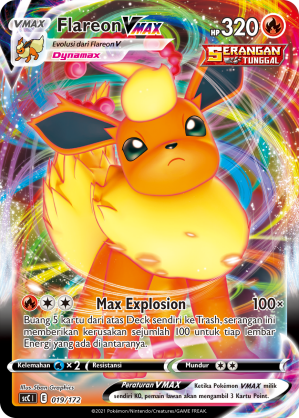 VMAX
Flareon VMAX
HP 320
Evolusi dari Flareon V
Dynamax
SERANGAN TUNGGAL
Max Explosion 100×
Buang 5 kartu dari atas Deck sendiri ke Trash, serangan ini
memberikan kerusakan sejumlah 100 untuk tiap lembar
Energi yang ada di antaranya.
Kelemahan × 2 Resistansi Mundur
Illus. 5ban Graphics
sC1 E 019/172
Peraturan VMAX
Ketika Pokémon VMAX milik
sendiri KO, pemain lawan akan mengambil 3 Kartu Point.
©2021 Pokémon/Nintendo/Creatures/GAME FREAK.